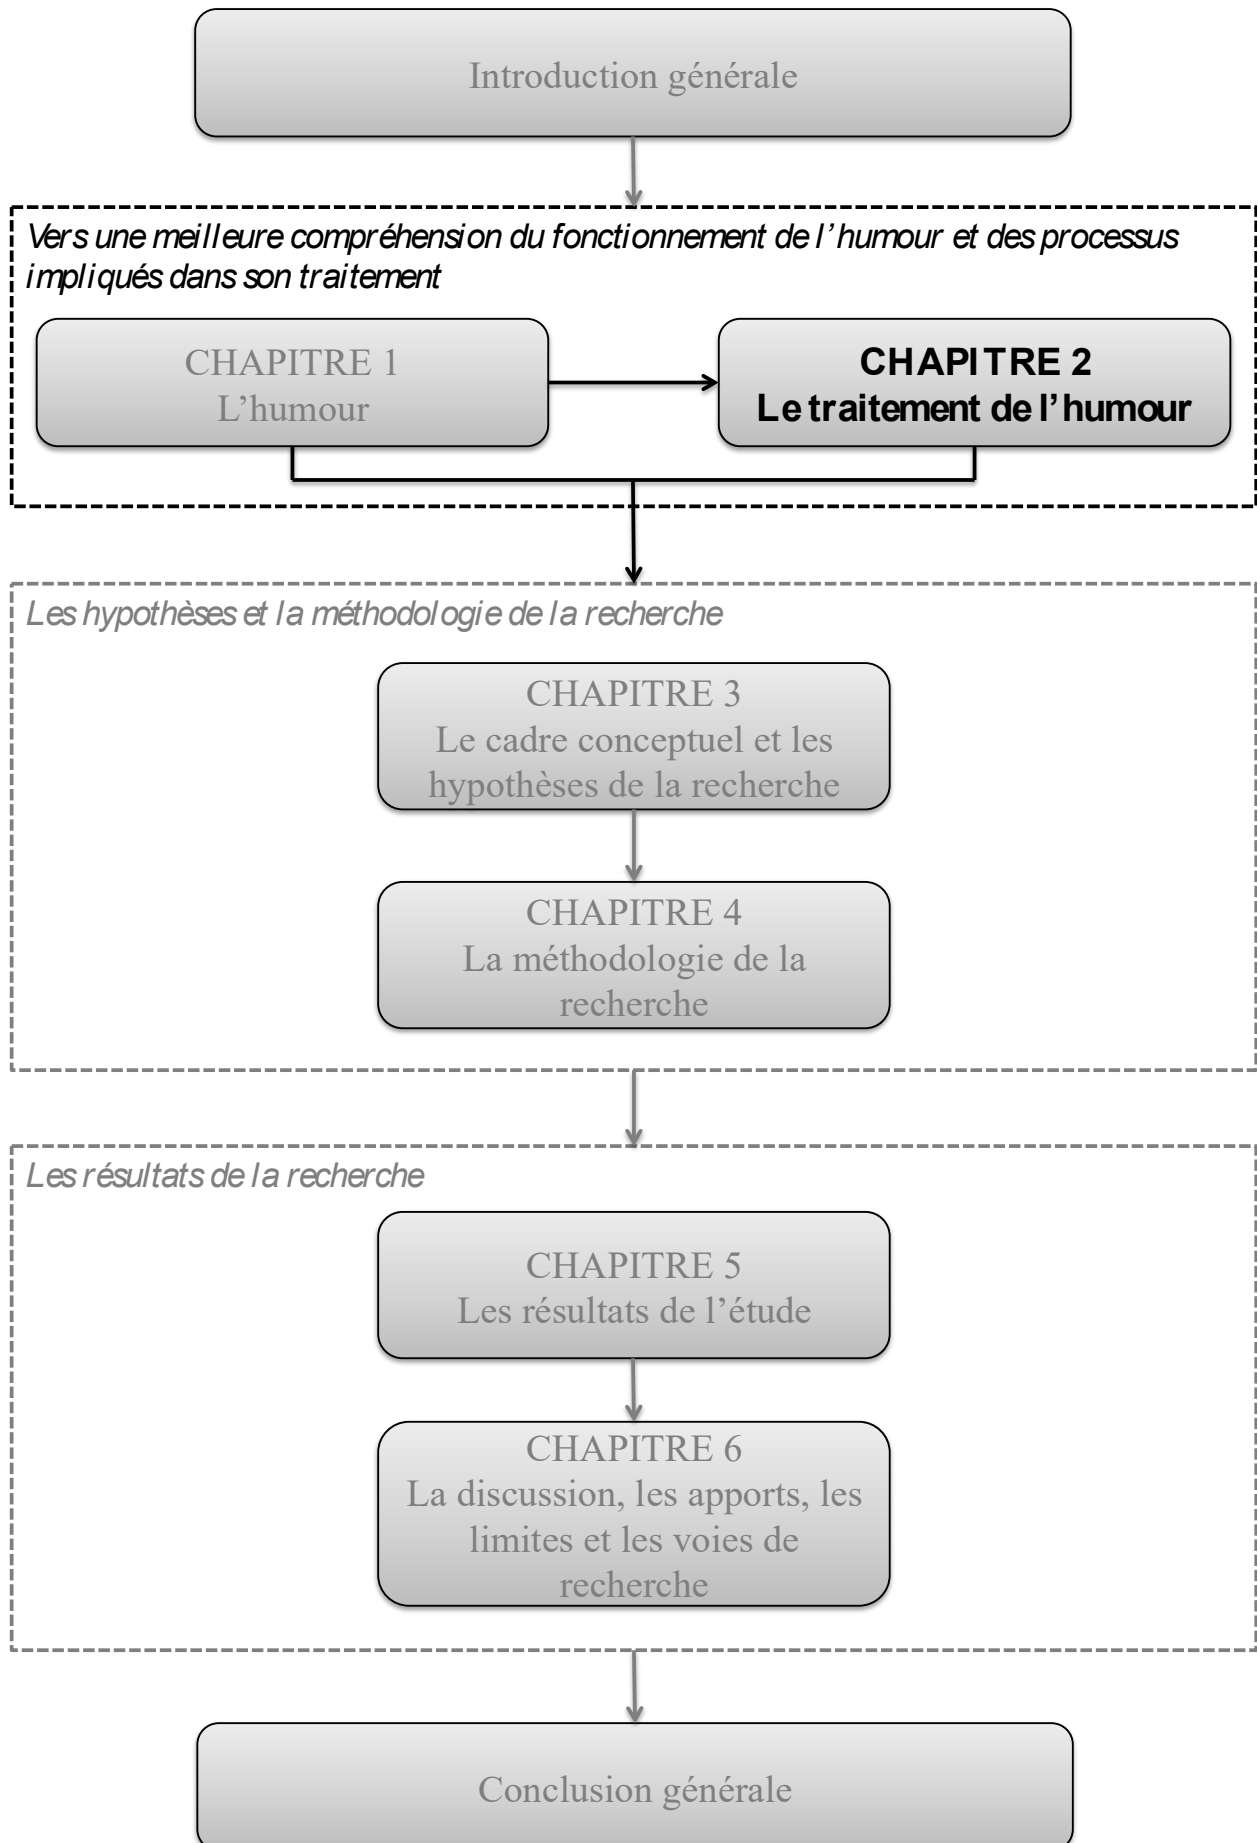 Introduction générale
Vers une meilleure compréhension du fonctionnement de l’humour et des processus
impliqués dans son traitement
CHAPITRE 1
L’humour
CHAPITRE 2
Le traitement de l’humour
Les hypothèses et la méthodologie de la recherche
CHAPITRE 3
Le cadre conceptuel et les
hypothèses de la recherche
CHAPITRE 4
La méthodologie de la
recherche
Les résultats de la recherche
CHAPITRE 5
Les résultats de l’étude
CHAPITRE 6
La discussion, les apports, les
limites et les voies de
recherche
Conclusion générale